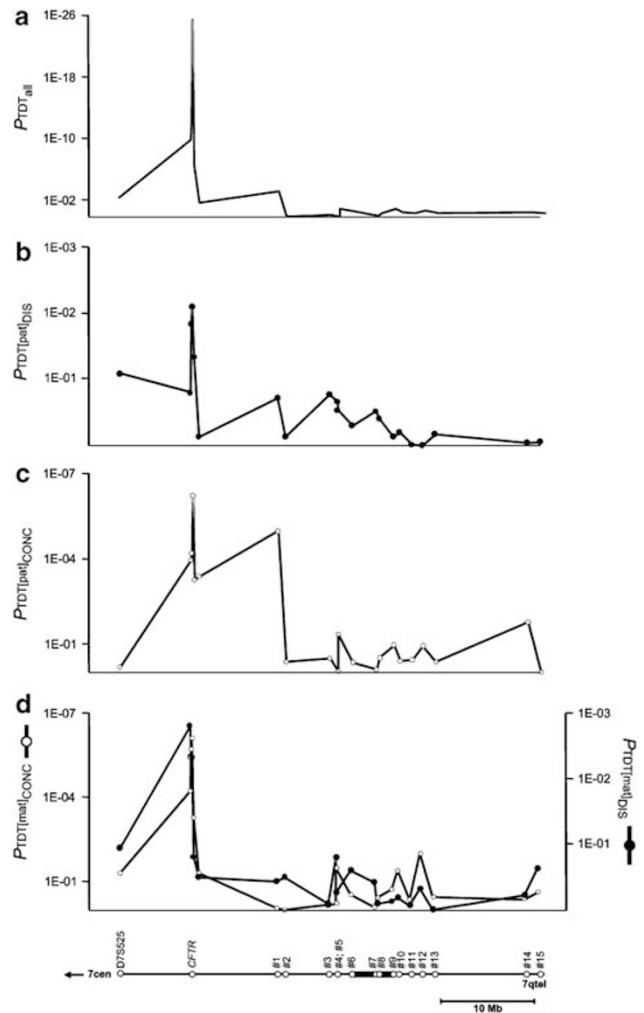 a
1E-26
1E-18
1E-10
1E-02
PTDTall
b
1E-03
1E-02
1E-01
PTDT[pat]DIS
c
1E-07
1E-04
1E-01
PTDT[pat]CONC
d
1E-07
1E-04
1E-01
PTDT[mat]CONC
1E-03
1E-02
1E-01
PTDT[mat]DIS
D7S525
CFTR
#1
#2
#3
#4; #5
#6
#7
#8
#9
#10
#11
#12
#13
#14
#15
7cen
7qtel
10 Mb